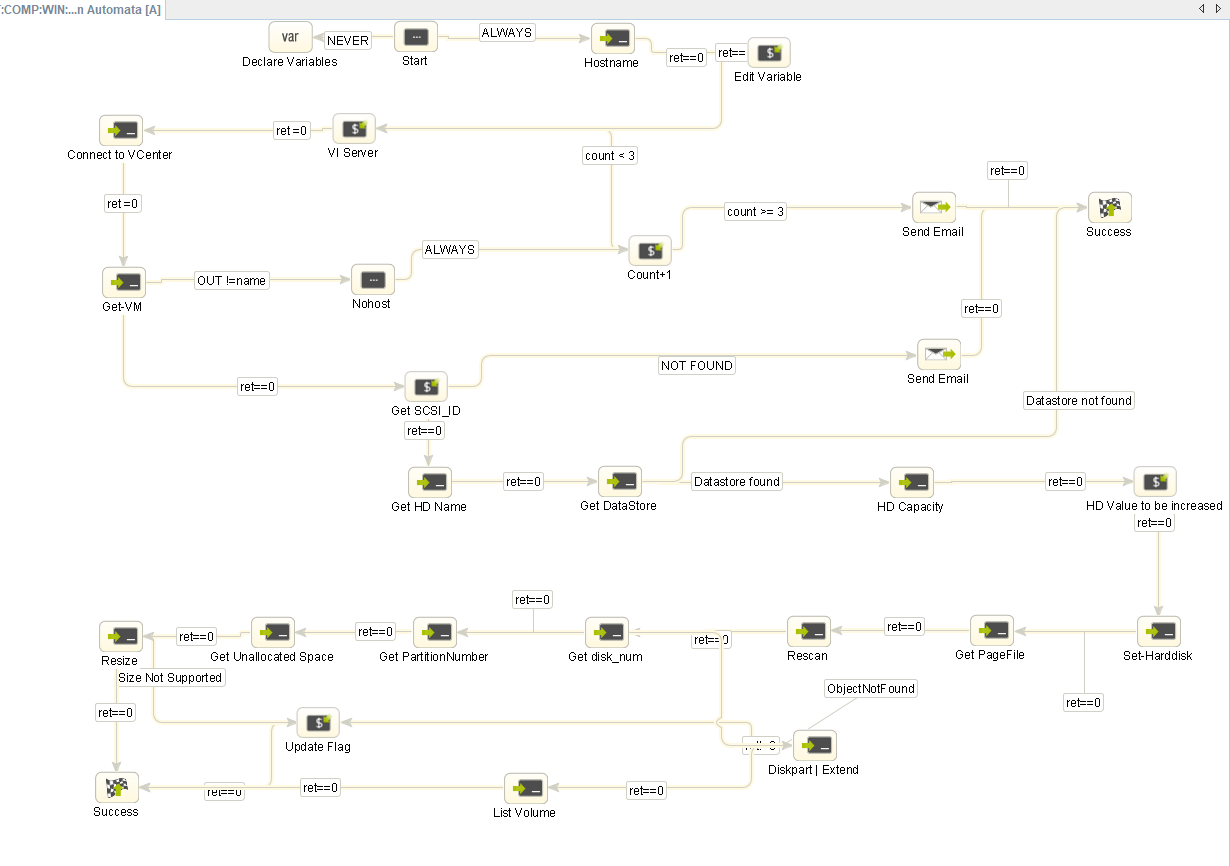 :COMP:WIN:...n Automata [A]
var
NEVER
ALWAYS
Declare Variables
Start
Hostname
ret==0
ret==
Edit Variable
ret =0
Connect to VCenter
VI Server
count < 3
ret =0
ret==0
count >= 3
Send Email
Success
ALWAYS
Count+1
OUT !=name
Get-VM
Nohost
ret==0
NOT FOUND
Send Email
ret==0
Get SCSI_ID
Datastore not found
ret==0
ret==0
Datastore found
ret==0
Get HD Name
Get DataStore
HD Capacity
HD Value to be increased
ret==0
ret==0
ret==0
ret==0
ret==0
ret==0
Resize
Get Unallocated Space
Get PartitionNumber
Get disk_num
Rescan
Get PageFile
Set-Harddisk
Size Not Supported
ObjectNotFound
ret==0
ret==0
Update Flag
Diskpart | Extend
ret==0
ret==0
ret==0
Success
List Volume